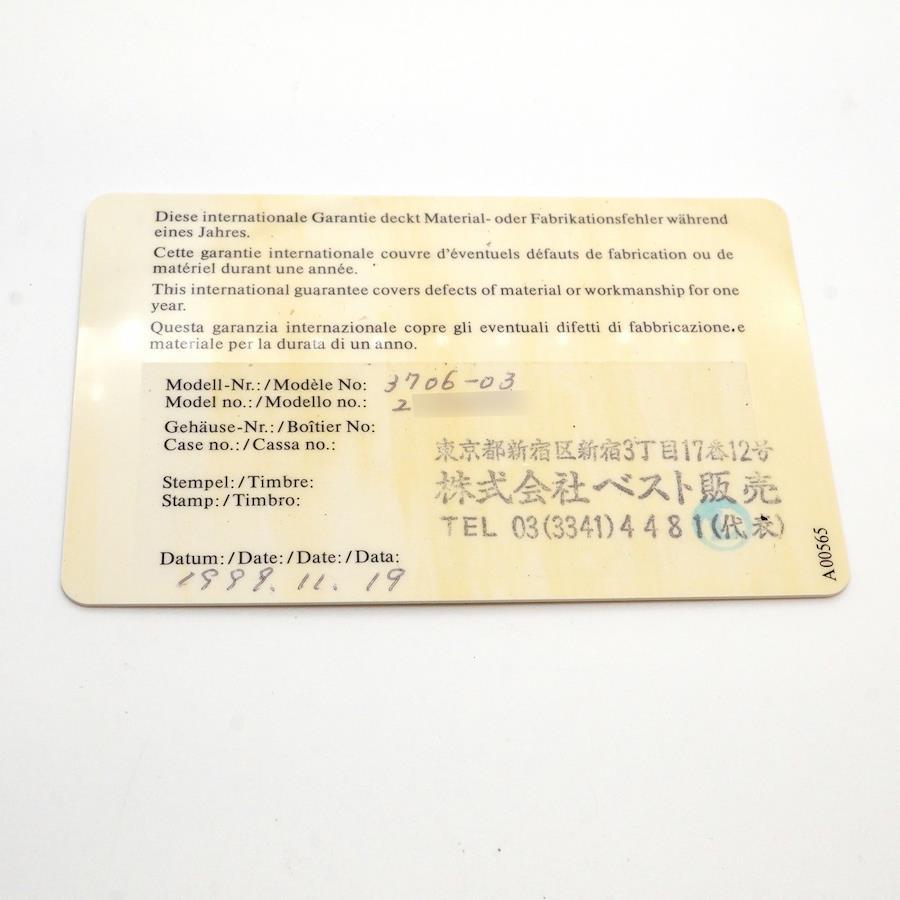 Diese internationale Garantie deckt Material- oder Fabrikationsfehler während
eines Jahres.
Cette garantie internationale couvre d'éventuels défauts de fabrication ou de
matériel durant une année.
This international guarantee covers defects of material or workmanship for one
year.
Questa garanzia internazionale copre gli eventuali difetti di fabbricazione e
materiale per la durata di un anno.
Modell-Nr.:/Modèle No: 3706-03
Model no.:/Modello no.: 2
Gehäuse-Nr.:/Boîtier No:
Case no.:/Cassa no.:
東京都新宿区新宿3丁目17番12号
Stempel:/Timbre:
Stamp:/Timbro:
株式会社ベスト販売
TEL 03(3341)4481(代表)
Datum:/Date:/Date:/Data:
1999.11.19
A00565